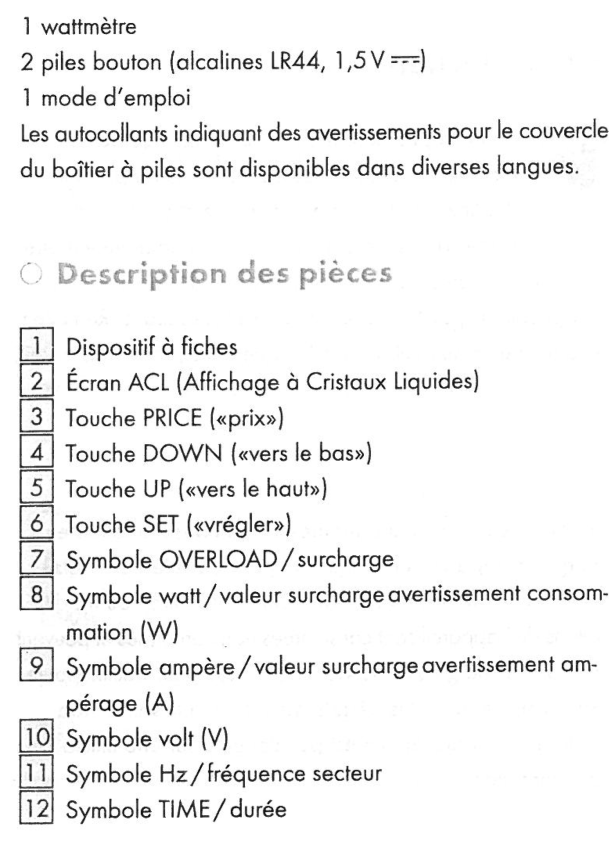 1 wattmètre
2 piles bouton (alcalines LR44, 1,5 V ⎓)
1 mode d'emploi
Les autocollants indiquant des avertissements pour le couvercle
du boîtier à piles sont disponibles dans diverses langues.
Description des pièces
1 Dispositif à fiches
2 Écran ACL (Affichage à Cristaux Liquides)
3 Touche PRICE («prix»)
4 Touche DOWN («vers le bas»)
5 Touche UP («vers le haut»)
6 Touche SET («vrégler»)
7 Symbole OVERLOAD / surcharge
8 Symbole watt / valeur surcharge avertissement consom-
mation (W)
9 Symbole ampère / valeur surcharge avertissement am-
pérage (A)
10 Symbole volt (V)
11 Symbole Hz / fréquence secteur
12 Symbole TIME / durée